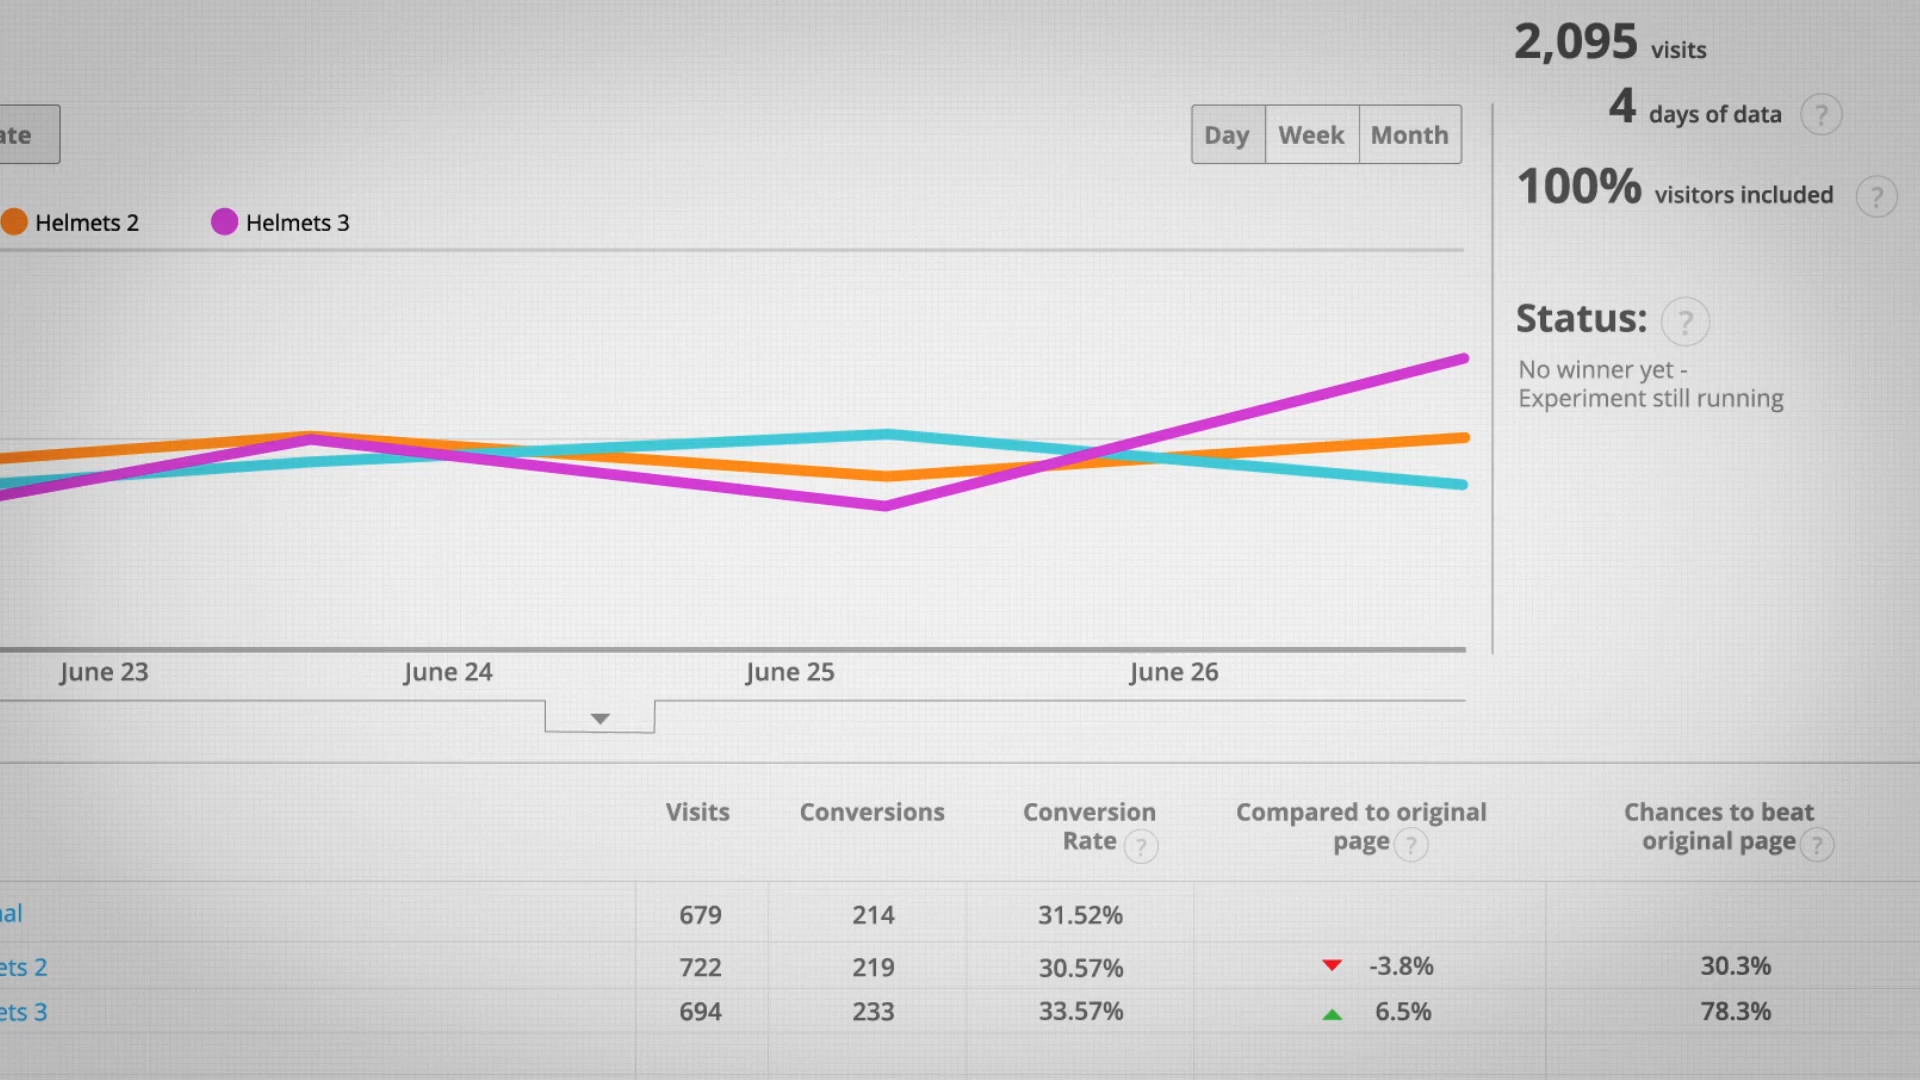 2,095 visits
4 days of data ?
ate
Day Week Month
100% visitors included ?
Helmets 2 Helmets 3
Status: ?
No winner yet -
Experiment still running
June 23 June 24 June 25 June 26
Visits Conversions Conversion Rate ? Compared to original page ? Chances to beat original page ?
nal 679 214 31.52%
ets 2 722 219 30.57% -3.8% 30.3%
ets 3 694 233 33.57% 6.5% 78.3%